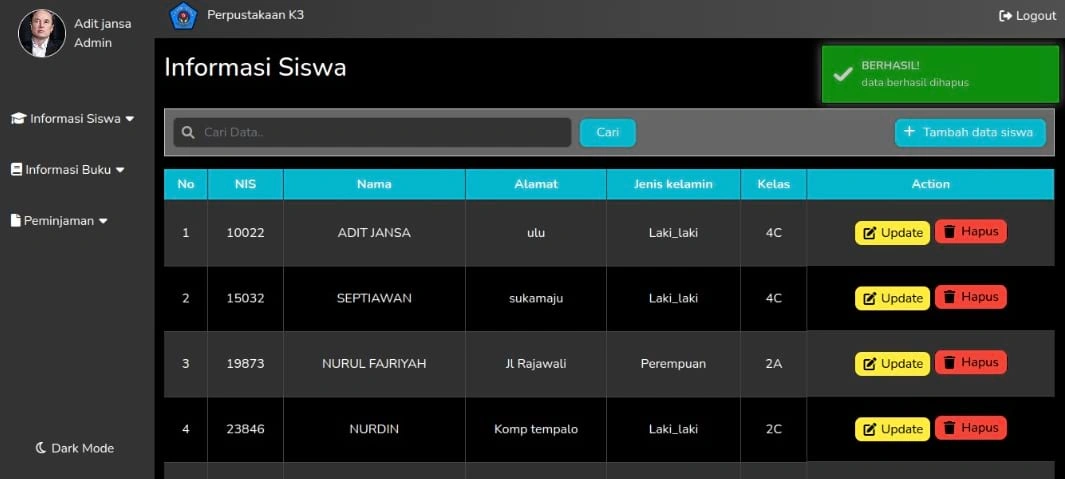 Adit jansa
Admin
Perpustakaan K3
Logout
Informasi Siswa
BERHASIL!
data berhasil dihapus
Informasi Siswa
Informasi Buku
Peminjaman
Dark Mode
Cari Data..
Cari
+ Tambah data siswa
No NIS Nama Alamat Jenis kelamin Kelas Action
1 10022 ADIT JANSA ulu Laki_laki 4C Update Hapus
2 15032 SEPTIAWAN sukamaju Laki_laki 4C Update Hapus
3 19873 NURUL FAJRIYAH Jl Rajawali Perempuan 2A Update Hapus
4 23846 NURDIN Komp tempalo Laki_laki 2C Update Hapus